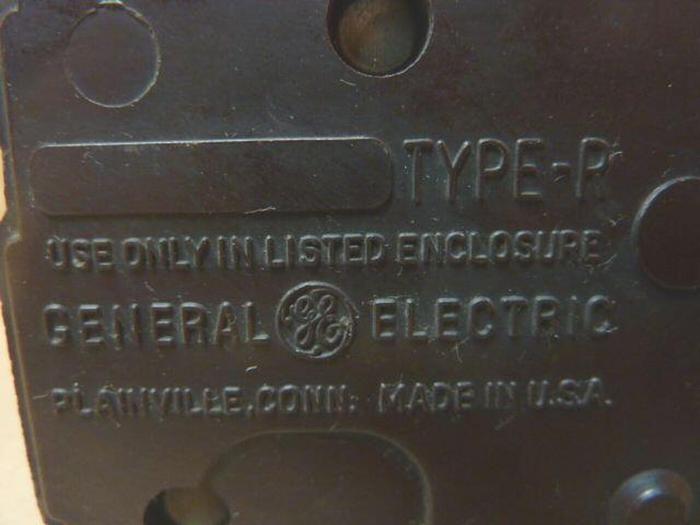 TYPE-R
USE ONLY IN LISTED ENCLOSURE
GENERAL GE ELECTRIC
PLAINVILLE, CONN. MADE IN U.S.A.